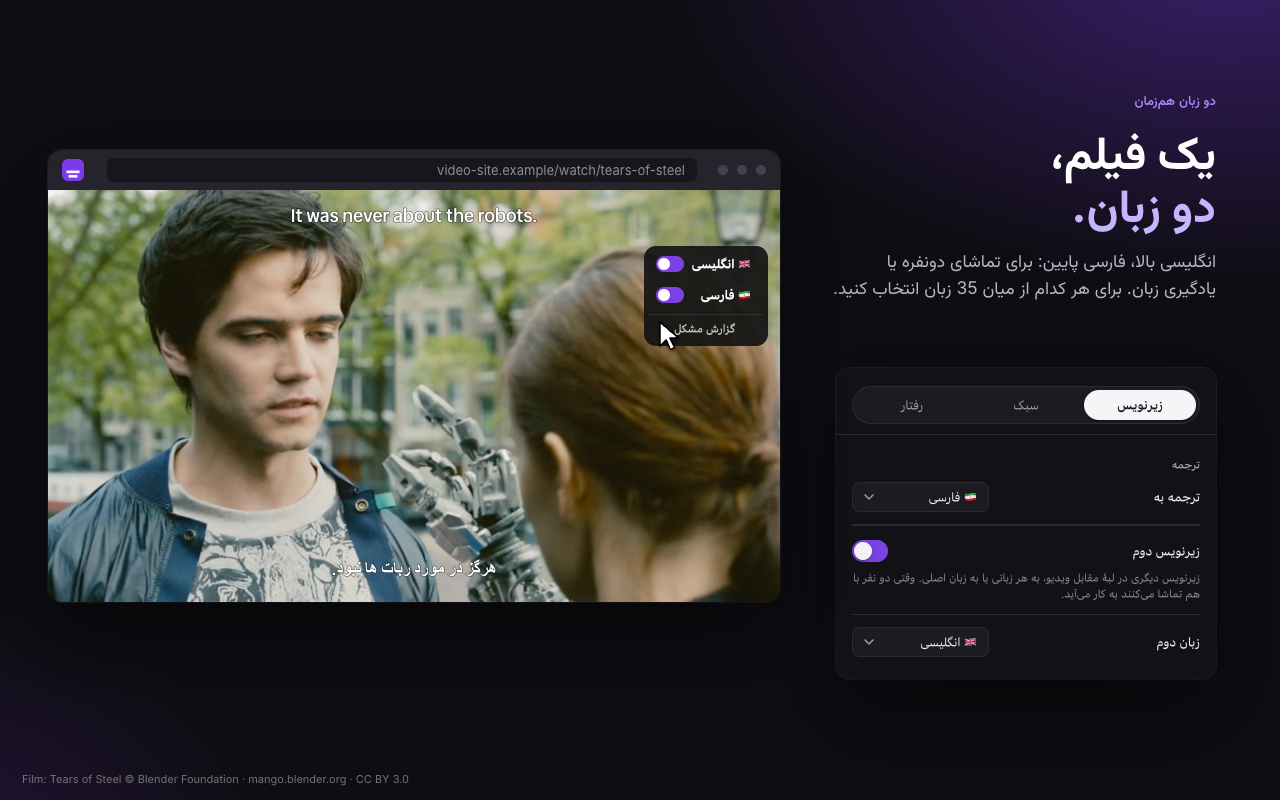 دو زبان هم‌زمان
یک فیلم،
دو زبان.
انگلیسی بالا، فارسی پایین: برای تماشای دونفره یا
یادگیری زبان. برای هر کدام از میان 35 زبان انتخاب کنید.
video-site.example/watch/tears-of-steel
It was never about the robots.
انگلیسی
فارسی
گزارش مشکل
هرگز در مورد ربات ها نبود.
زیرنویس
سبک
رفتار
ترجمه
ترجمه به
فارسی
زیرنویس دوم
زیرنویس دیگری در لبهٔ مقابل ویدیو، به هر زبانی یا به زبان اصلی. وقتی دو نفر با
هم تماشا می‌کنند به کار می‌آید.
زبان دوم
انگلیسی
Film: Tears of Steel © Blender Foundation · mango.blender.org · CC BY 3.0